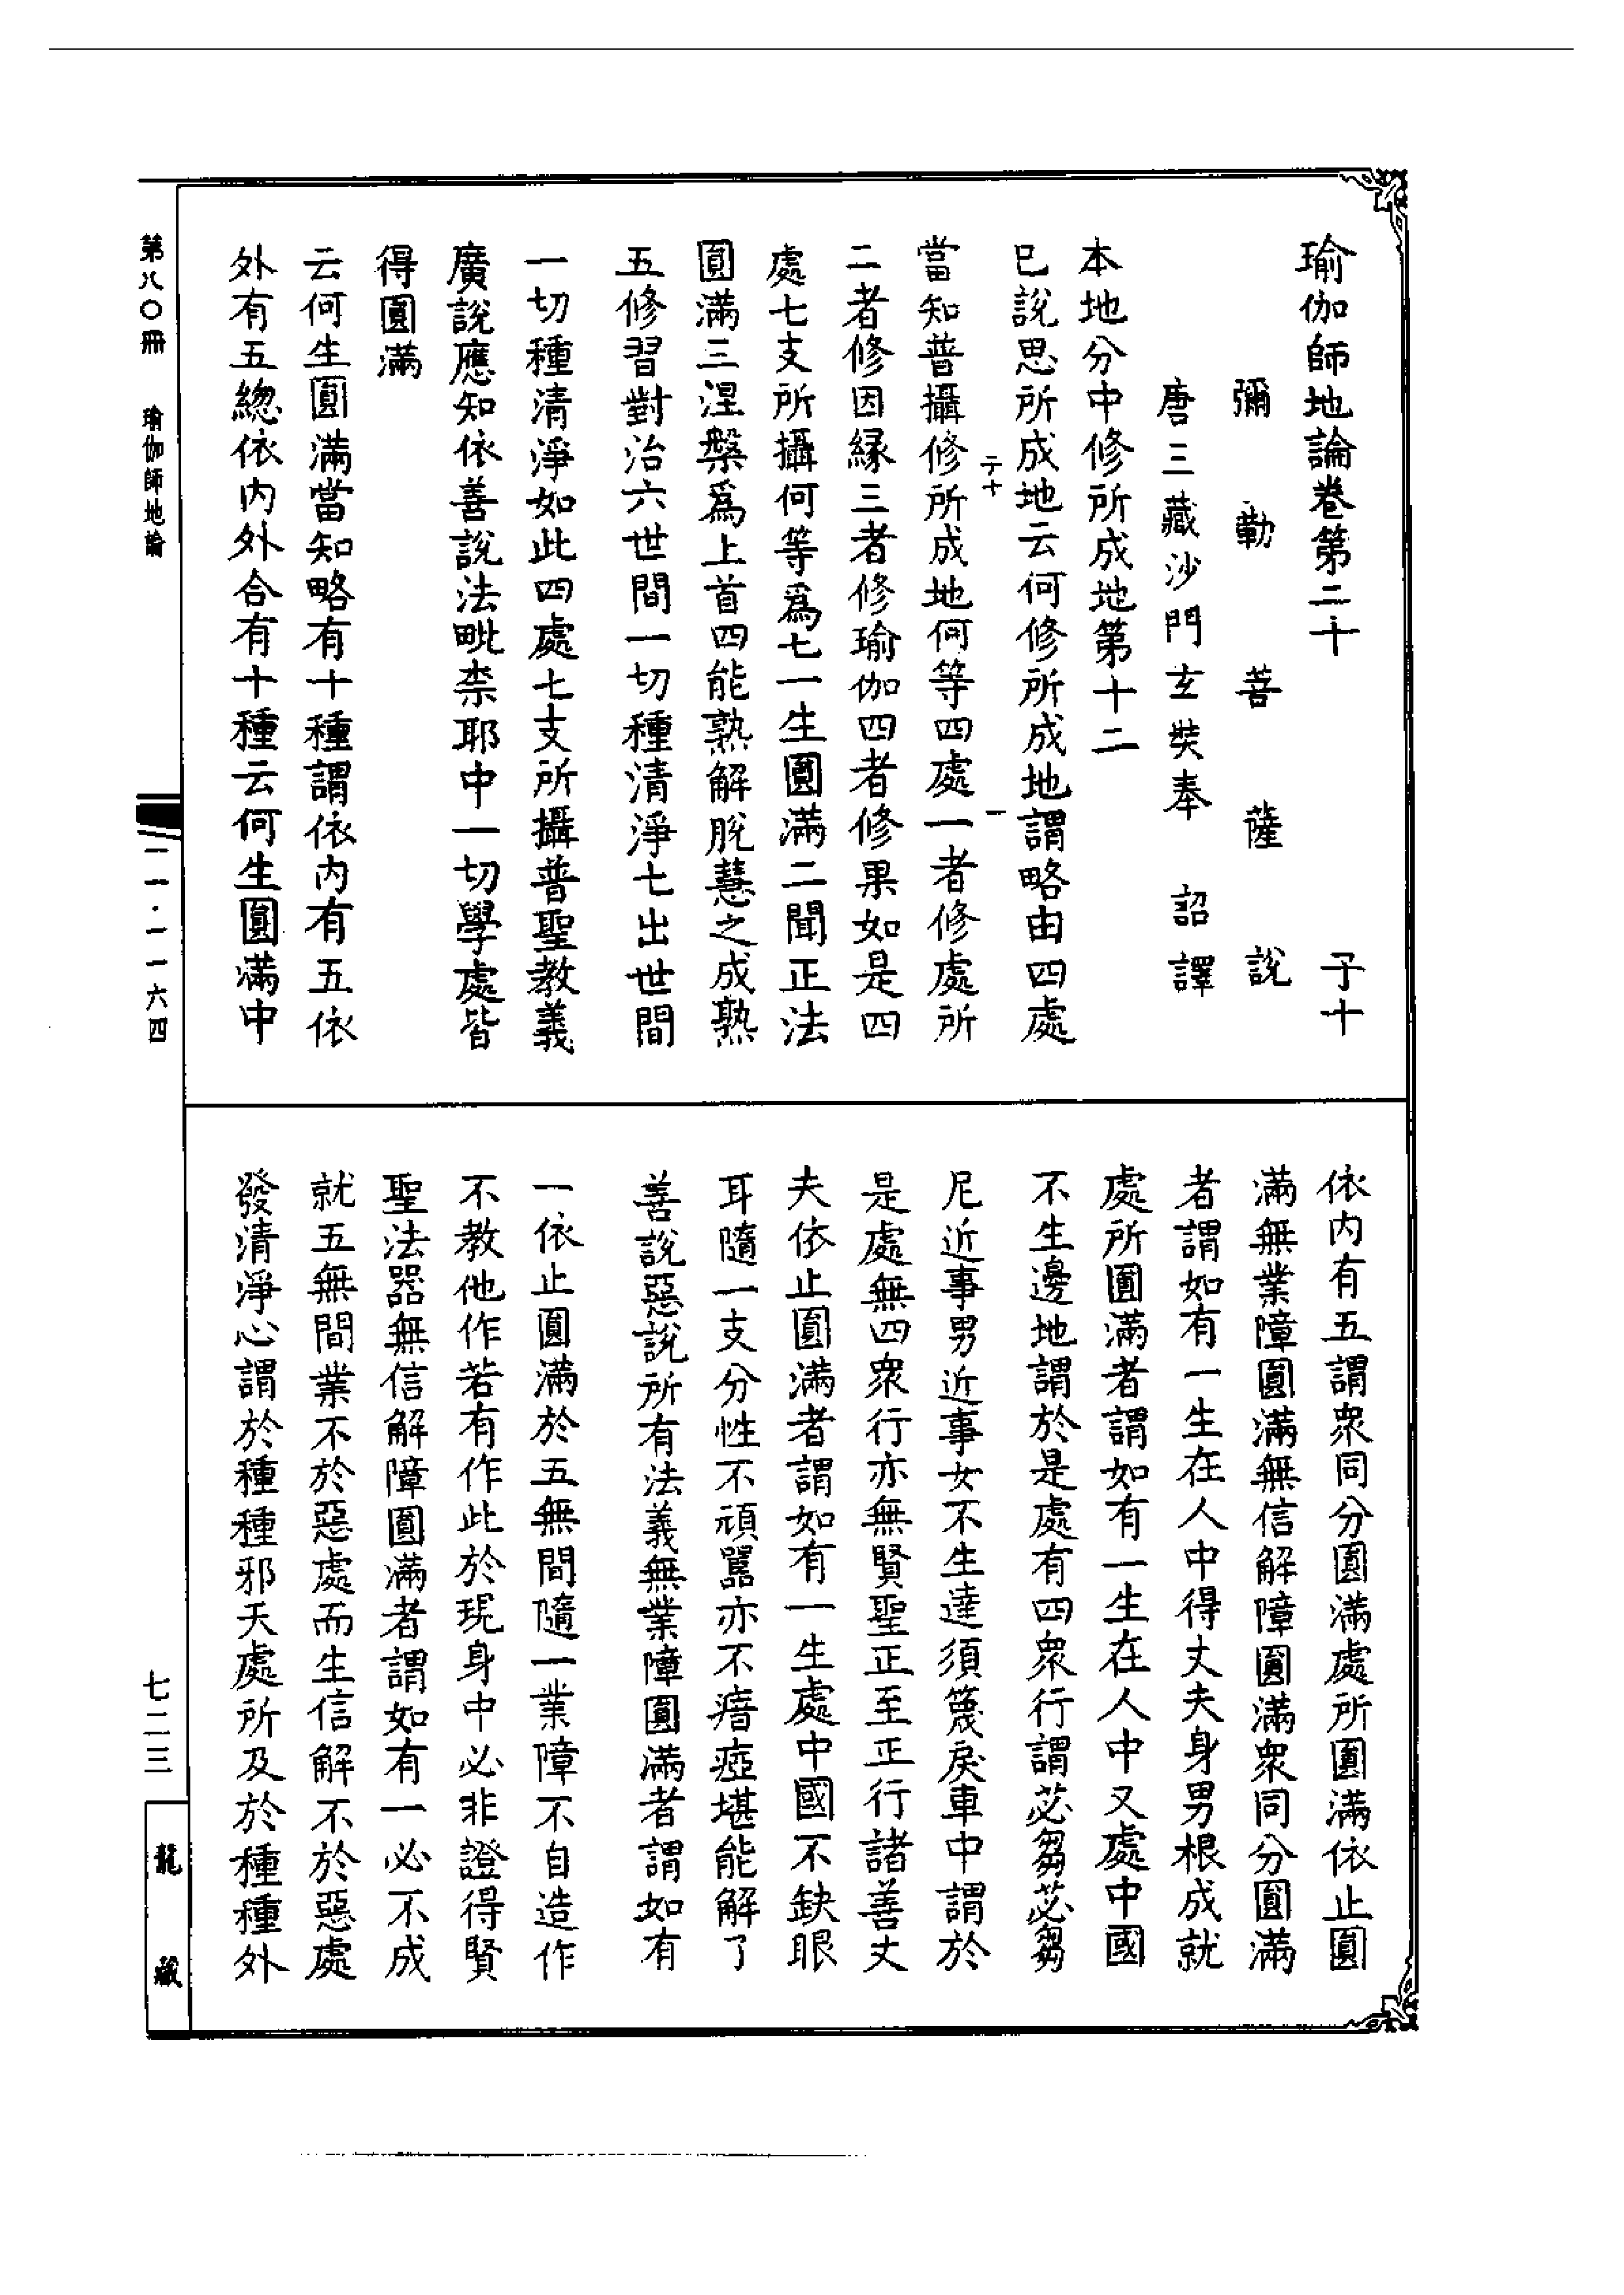 瑜伽師地論卷第二十　子十
彌勒菩薩說
唐三藏沙門玄奘奉　詔譯
本地分中修所成地第十二
巳說思所成地云何修所成地謂略由四處
子十　一
當知普攝修所成地何等四處一者修處所
二者修因緣三者修瑜伽四者修果如是四
處七支所攝何等爲七一生圓滿二聞正法
圓滿三涅槃爲上首四能熟解脫慧之成熟
五修習對治六世間一切種清淨七出世間
一切種清淨如此四處七支所攝普聖教義
廣說應知依善說法毗柰耶中一切學處皆
得圓滿
云何生圓滿當知略有十種謂依内有五依
外有五總依内外合有十種云何生圓滿中
依内有五謂衆同分圓滿處所圓滿依止圓
滿無業障圓滿無信解障圓滿衆同分圓滿
者謂如有一生在人中得丈夫身男根成就
處所圓滿者謂如有一生在人中又處中國
不生邊地謂於是處有四衆行謂苾芻苾芻
尼近事男近事女不生達須篾戾車中謂於
是處無四衆行亦無賢聖正至正行諸善丈
夫依止圓滿者謂如有一生處中國不缺眼
耳隨一支分性不頑嚚亦不瘖瘂堪能解了
善說惡說所有法義無業障圓滿者謂如有
一依止圓滿於五無間隨一業障不自造作
不教他作若有作此於現身中必非證得賢
聖法器無信解障圓滿者謂如有一必不成
就五無間業不於惡處而生信解不於惡處
發清淨心謂於種種邪天處所及於種種外
第八〇冊　瑜伽師地論
一一・一一六四
七二三
龍藏